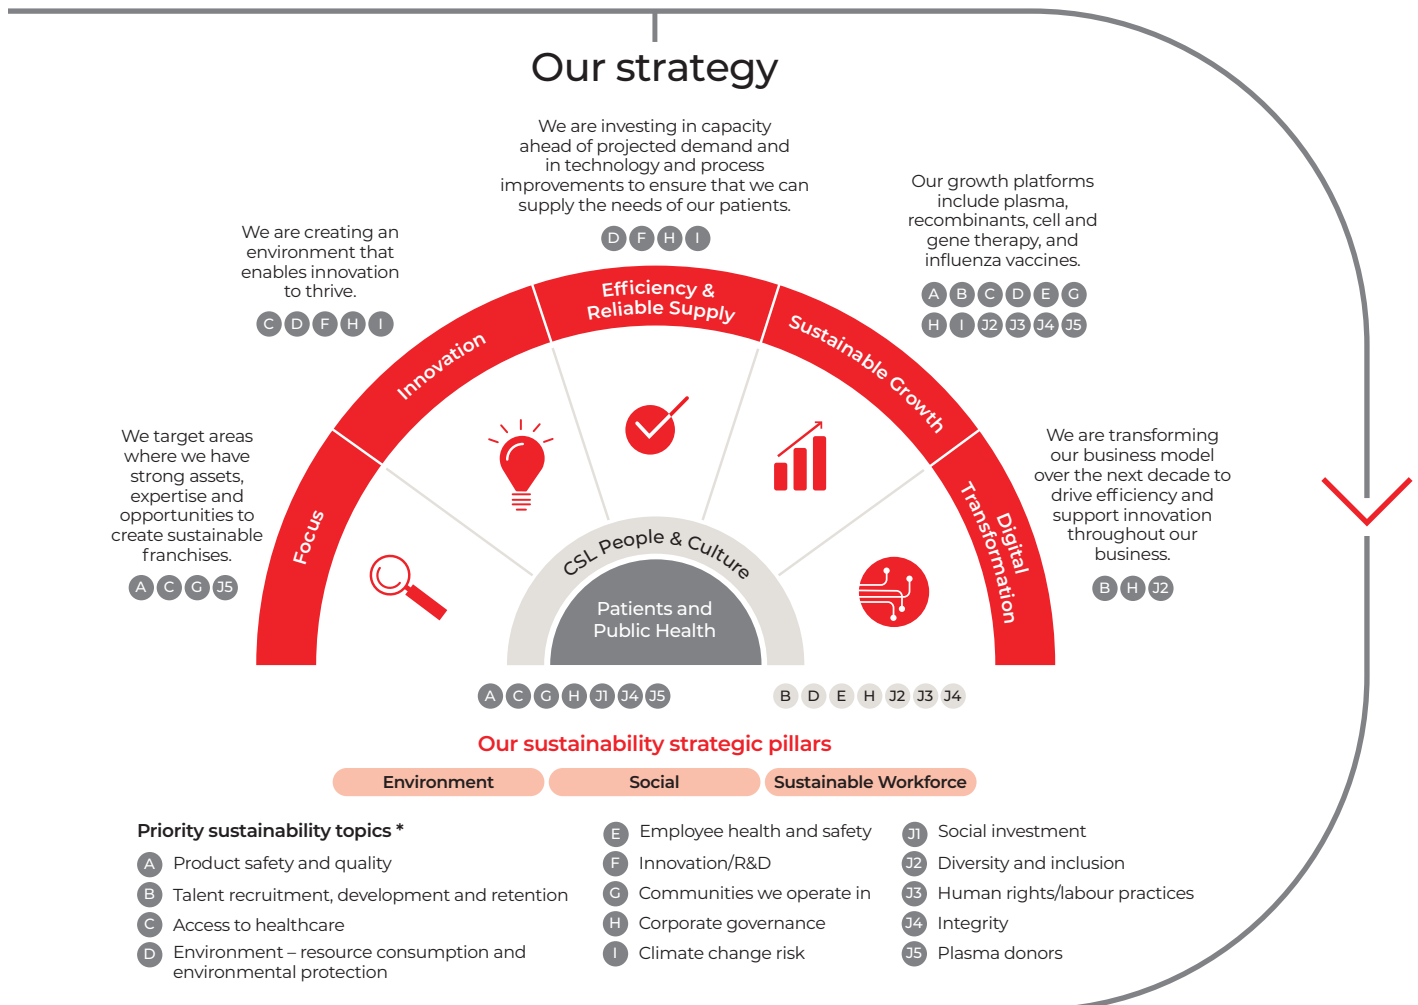 Our strategy
We are investing in capacity
ahead of projected demand and
in technology and process
improvements to ensure that we can
supply the needs of our patients.
D F H I
Our growth platforms
include plasma,
recombinants, cell and
gene therapy, and
influenza vaccines.
A B C D E G
H I J2 J3 J4 J5
We are creating an
environment that
enables innovation
to thrive.
C D F H I
We target areas
where we have
strong assets,
expertise and
opportunities to
create sustainable
franchises.
A C G J5
We are transforming
our business model
over the next decade to
drive efficiency and
support innovation
throughout our
business.
B H J2
Focus
Innovation
Efficiency &
Reliable Supply
Sustainable Growth
Digital
Transformation
CSL People & Culture
Patients and
Public Health
A C G H J1 J4 J5
B D E H J2 J3 J4
Our sustainability strategic pillars
Environment
Social
Sustainable Workforce
Priority sustainability topics *
A Product safety and quality
B Talent recruitment, development and retention
C Access to healthcare
D Environment – resource consumption and
environmental protection
E Employee health and safety
F Innovation/R&D
G Communities we operate in
H Corporate governance
I Climate change risk
J1 Social investment
J2 Diversity and inclusion
J3 Human rights/labour practices
J4 Integrity
J5 Plasma donors